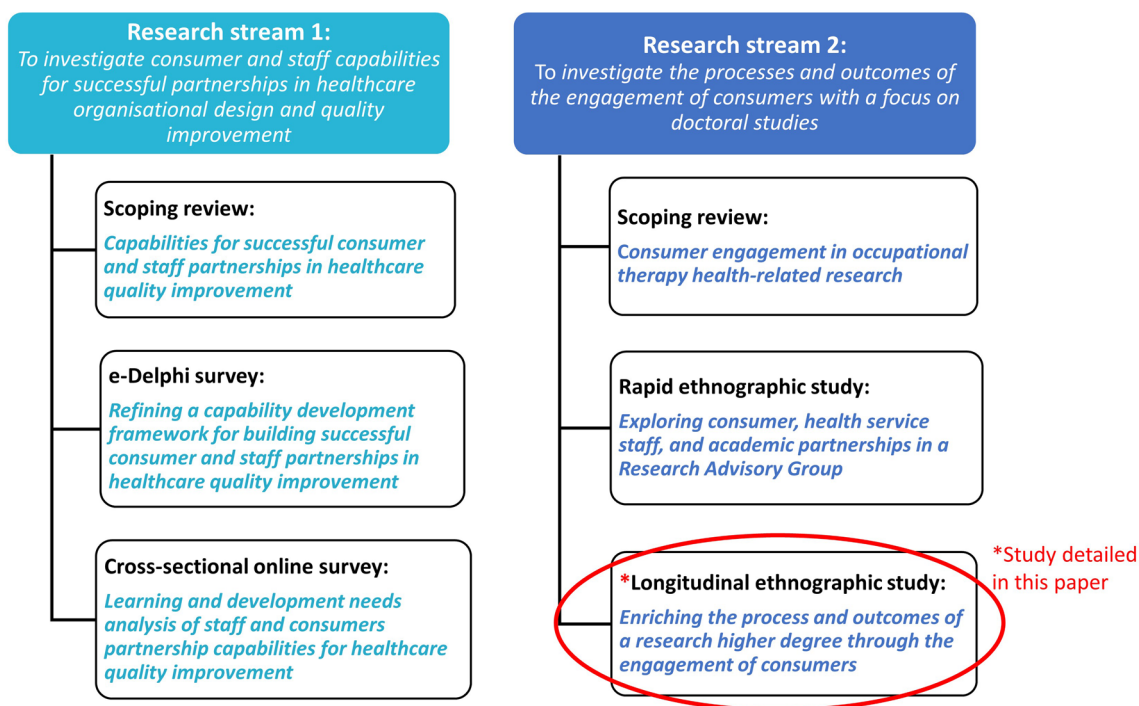 Research stream 1:
To investigate consumer and staff capabilities
for successful partnerships in healthcare
organisational design and quality
improvement
Scoping review:
Capabilities for successful consumer
and staff partnerships in healthcare
quality improvement
e-Delphi survey:
Refining a capability development
framework for building successful
consumer and staff partnerships in
healthcare quality improvement
Cross-sectional online survey:
Learning and development needs
analysis of staff and consumers
partnership capabilities for healthcare
quality improvement
Research stream 2:
To investigate the processes and outcomes of
the engagement of consumers with a focus on
doctoral studies
Scoping review:
Consumer engagement in occupational
therapy health-related research
Rapid ethnographic study:
Exploring consumer, health service
staff, and academic partnerships in a
Research Advisory Group
*Longitudinal ethnographic study:
Enriching the process and outcomes of
a research higher degree through the
engagement of consumers
*Study detailed
in this paper